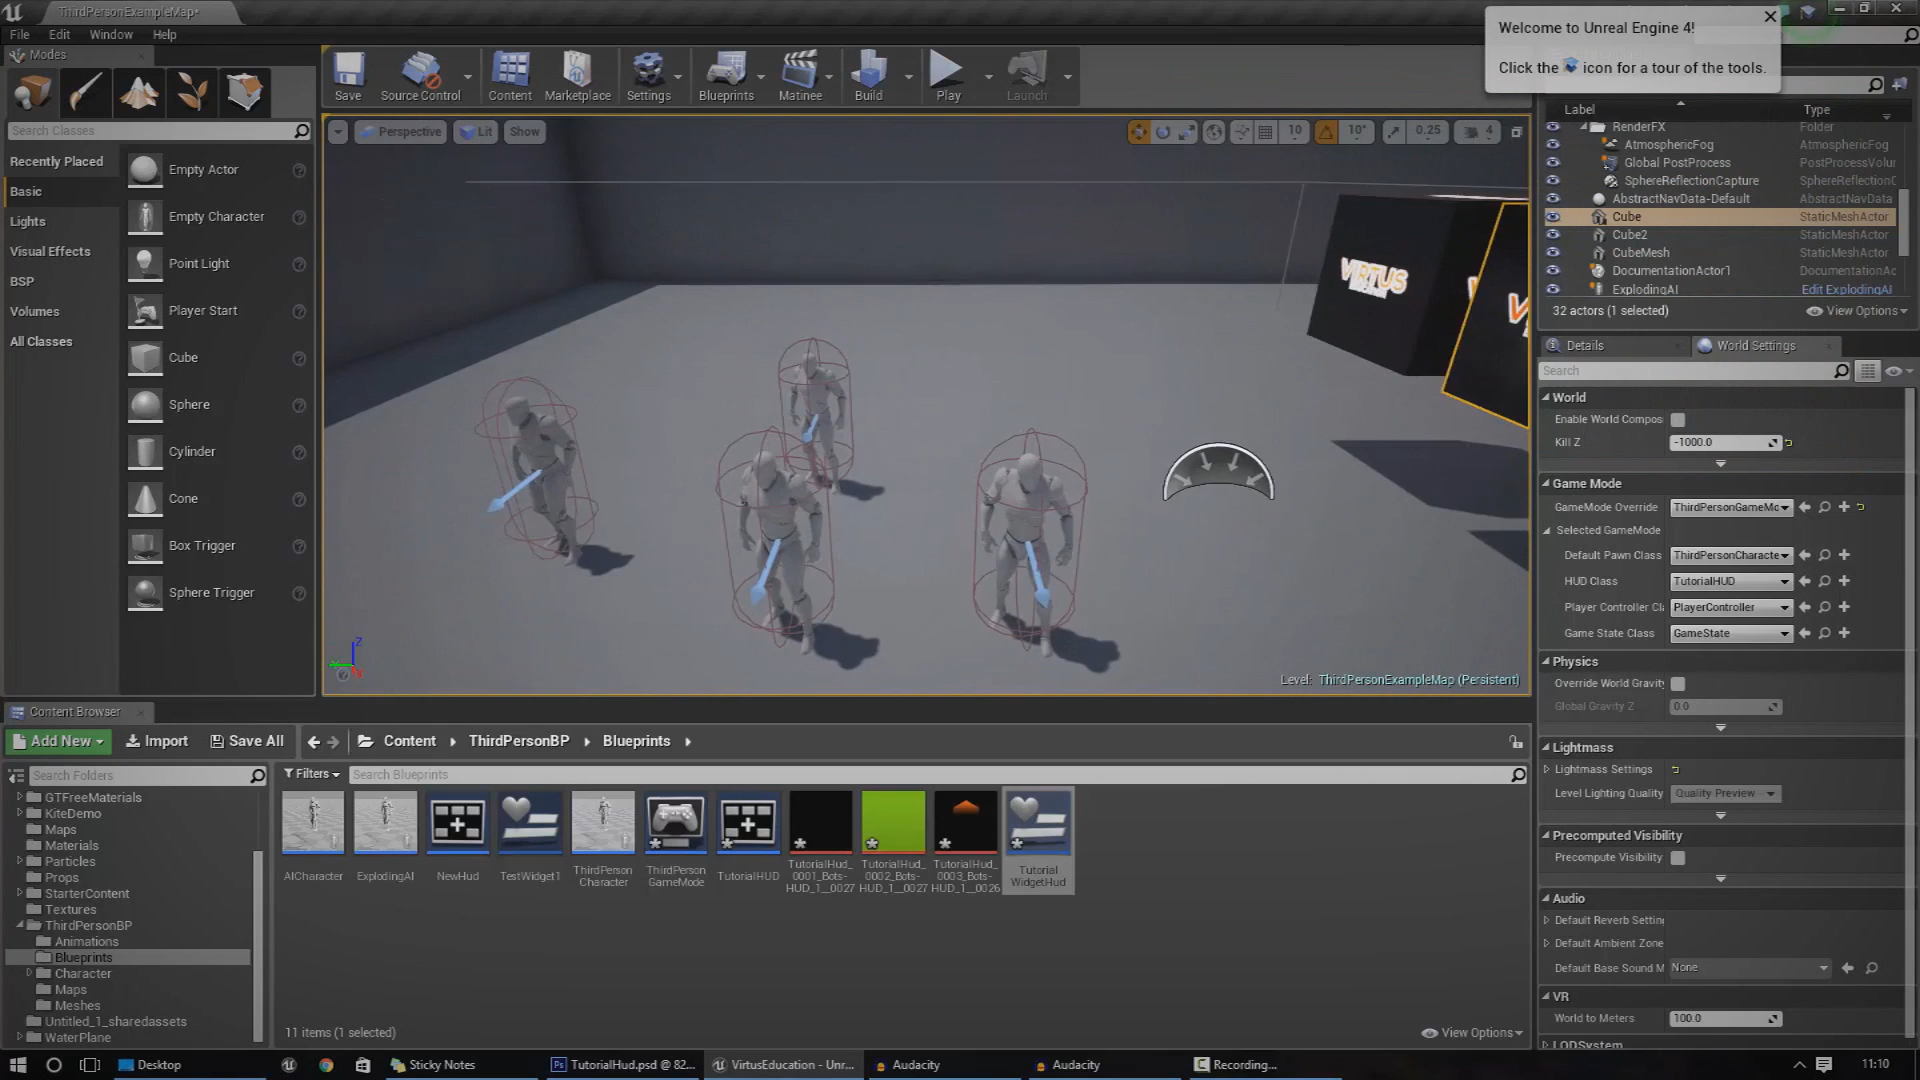 ThirdPersonExampleMap*
File Edit Window Help
Modes
Search Classes
Recently Placed
Basic
Lights
Visual Effects
BSP
Volumes
All Classes
Empty Actor
Empty Character
Point Light
Player Start
Cube
Sphere
Cylinder
Cone
Box Trigger
Sphere Trigger
Save
Source Control
Content
Marketplace
Settings
Blueprints
Matinee
Build
Play
Launch
Perspective
Lit
Show
10
10°
0.25
4
VIRTUS
Level: ThirdPersonExampleMap (Persistent)
Welcome to Unreal Engine 4!
Click the icon for a tour of the tools.
Label Type
RenderFX Folder
AtmosphericFog AtmosphericFog
Global PostProcess PostProcessVolur
SphereReflectionCapture SphereReflectionC
AbstractNavData-Default AbstractNavData
Cube StaticMeshActor
Cube2 StaticMeshActor
CubeMesh StaticMeshActor
DocumentationActor1 DocumentationAc
ExplodingAI Edit ExplodingAI
32 actors (1 selected)
View Options
Details
World Settings
Search
World
Enable World Compos
Kill Z -1000.0
Game Mode
GameMode Override ThirdPersonGameMo
Selected GameMode
Default Pawn Class ThirdPersonCharacte
HUD Class TutorialHUD
Player Controller Cl PlayerController
Game State Class GameState
Physics
Override World Gravity
Global Gravity Z 0.0
Lightmass
Lightmass Settings
Level Lighting Quality Quality Preview
Precomputed Visibility
Precompute Visibility
Audio
Default Reverb Settin
Default Ambient Zone
Default Base Sound M None
VR
World to Meters 100.0
LODSystem
Content Browser
Add New
Import
Save All
Content
ThirdPersonBP
Blueprints
Search Folders
Filters
Search Blueprints
GTFreeMaterials
KiteDemo
Maps
Materials
Particles
Props
StarterContent
Textures
ThirdPersonBP
Animations
Blueprints
Character
Maps
Meshes
Untitled_1_sharedassets
WaterPlane
AICharacter
ExplodingAI
NewHud
TestWidget1
ThirdPerson
Character
ThirdPerson
GameMode
TutorialHUD
TutorialHud_
0001_Bots-
HUD_1__0027
TutorialHud_
0002_Bots-
HUD_1__0027
TutorialHud_
0003_Bots-
HUD_1__0026
Tutorial
WidgetHud
11 items (1 selected)
View Options
Desktop
Sticky Notes
TutorialHud.psd @ 82...
VirtusEducation - Unr...
Audacity
Audacity
Recording...
11:10